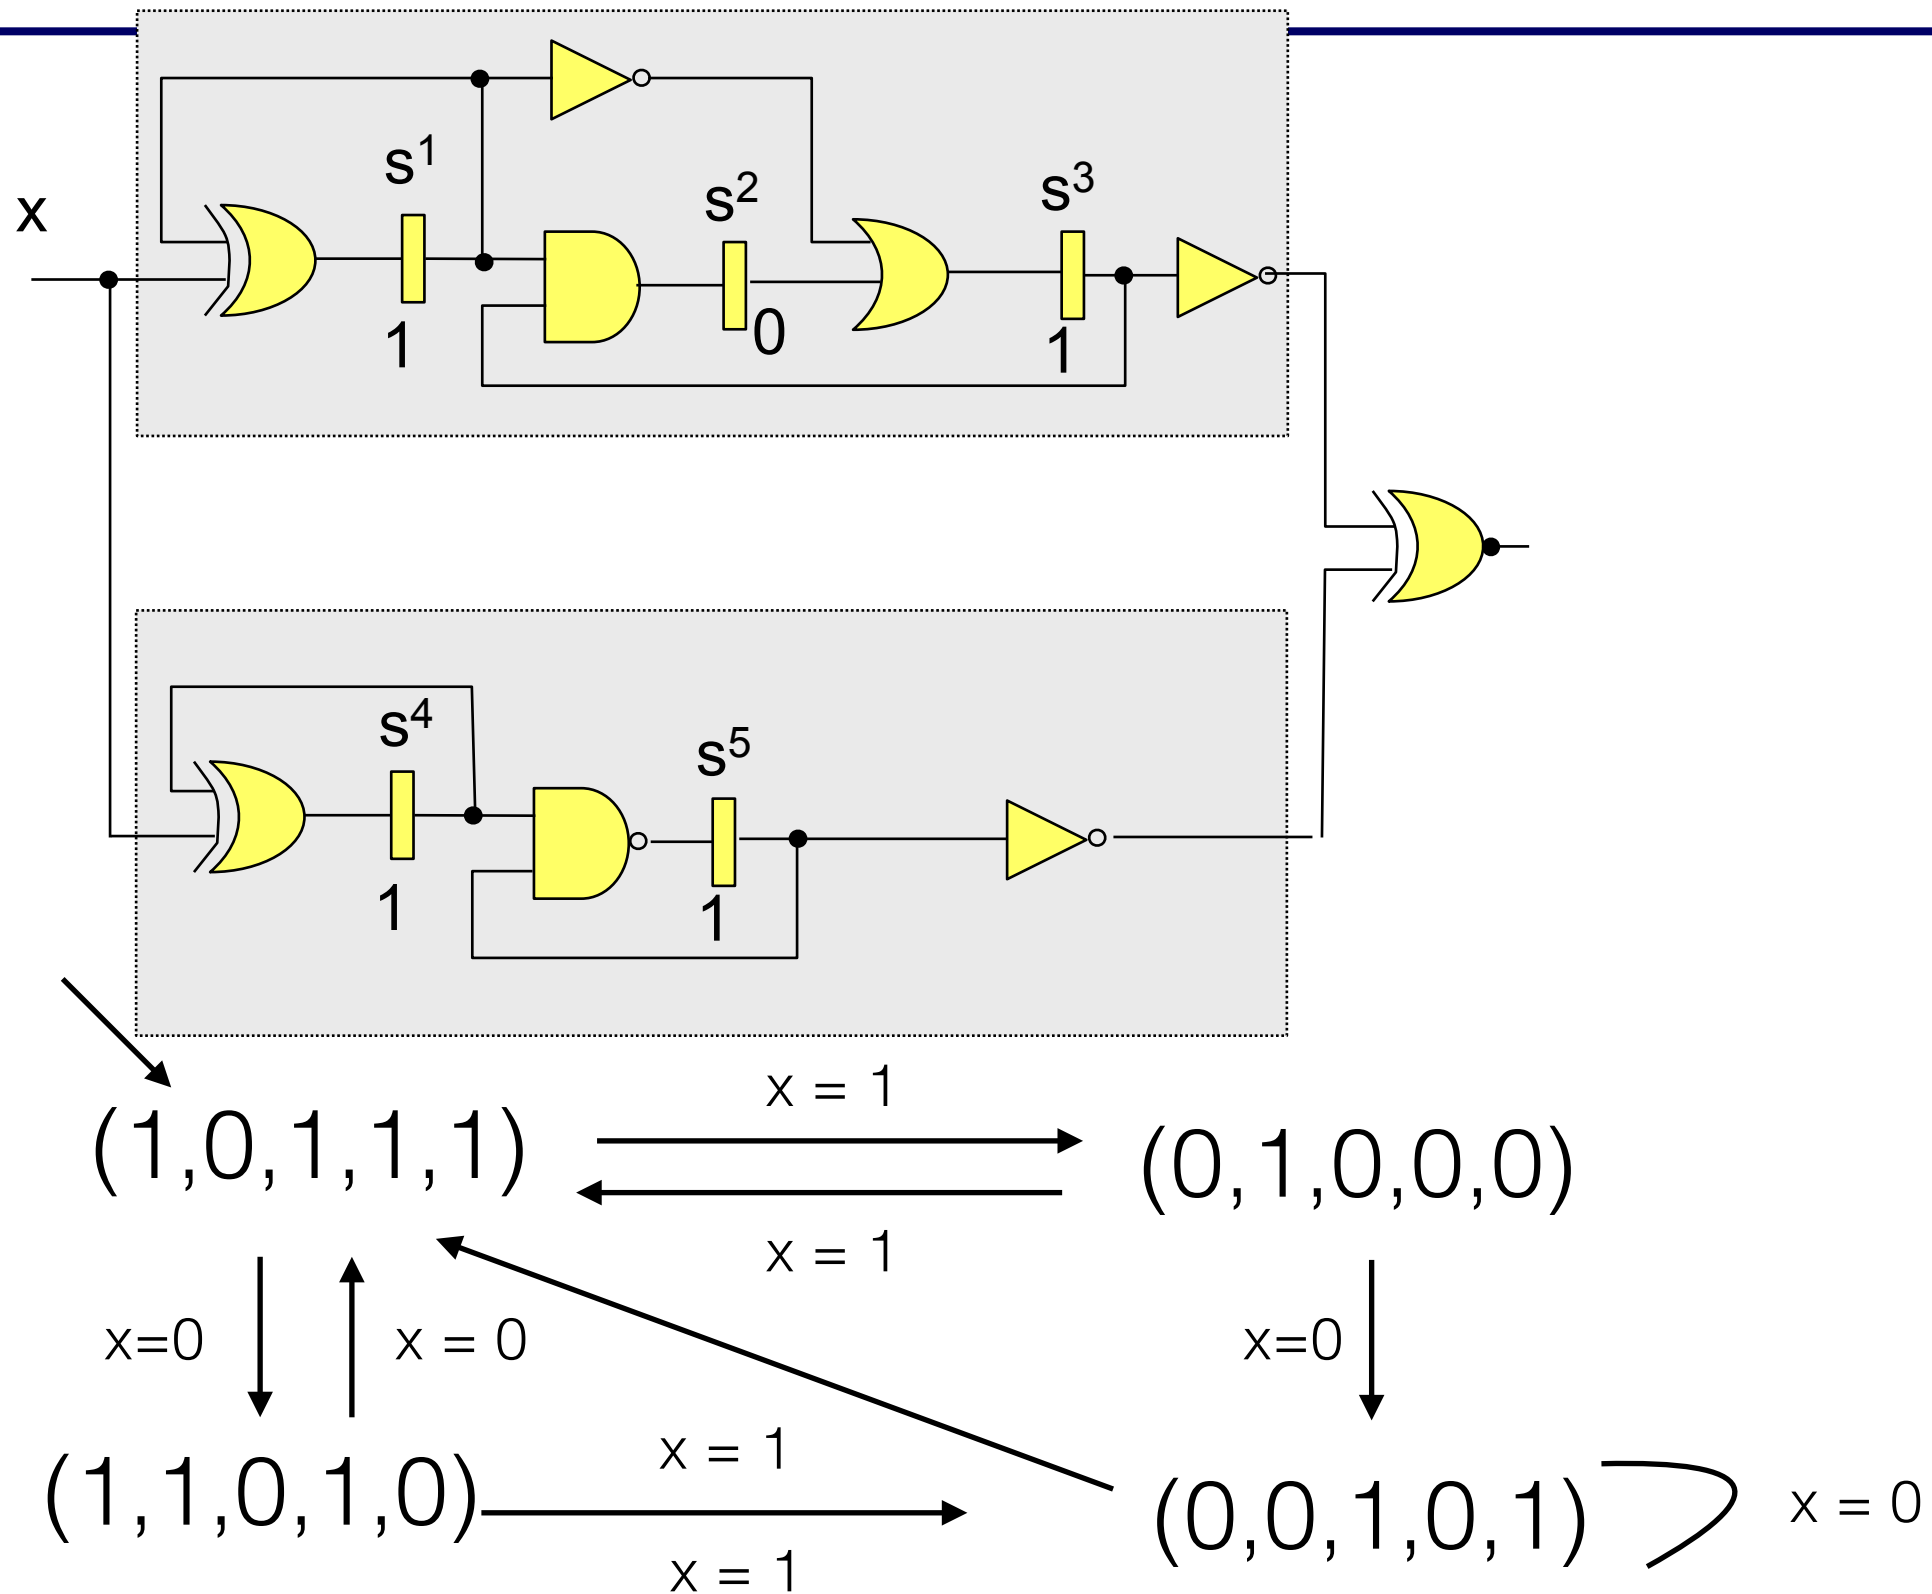 s1
s2
s3
x
1
0
1
s4
s5
1
1
x = 1
(1,0,1,1,1)
(0,1,0,0,0)
x = 1
x=0
x = 0
x=0
x = 1
(1,1,0,1,0)
(0,0,1,0,1)
x = 0
x = 1